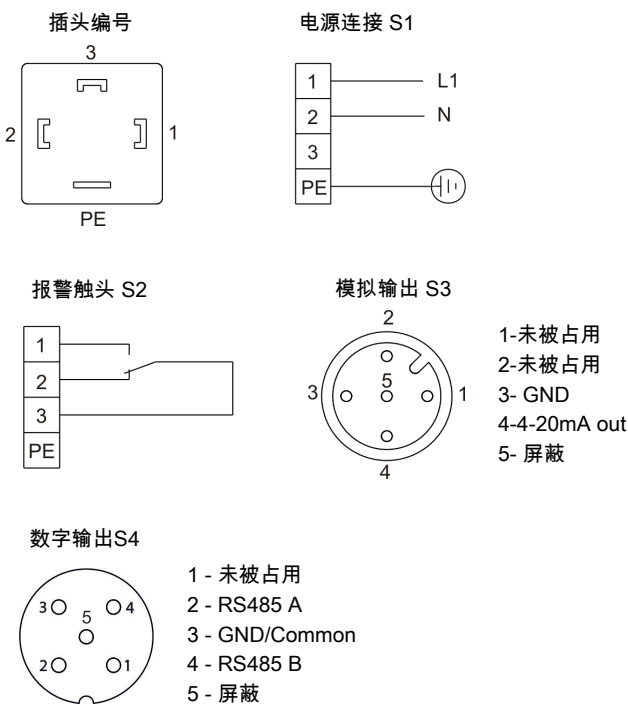 插头编号
3
2
1
PE
电源连接 S1
1
L1
2
N
3
PE
报警触头 S2
1
2
3
PE
模拟输出 S3
2
3
5
1
4
1-未被占用
2-未被占用
3- GND
4-4-20mA out
5- 屏蔽
数字输出S4
3
5
4
2
1
1 - 未被占用
2 - RS485 A
3 - GND/Common
4 - RS485 B
5 - 屏蔽